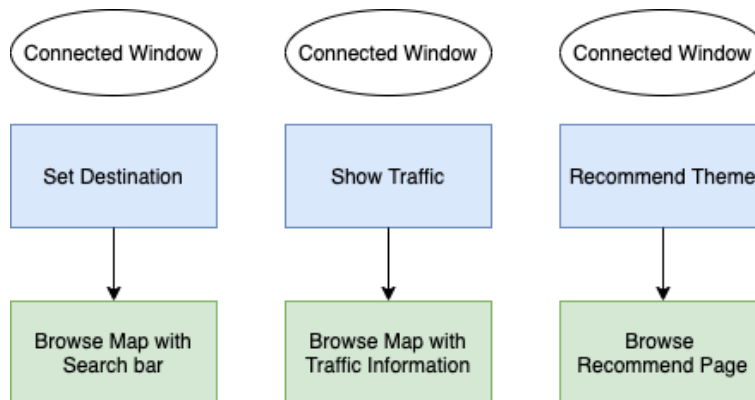 Connected Window
Connected Window
Connected Window
Set Destination
Show Traffic
Recommend Theme
Browse Map with
Search bar
Browse Map with
Traffic Information
Browse
Recommend Page